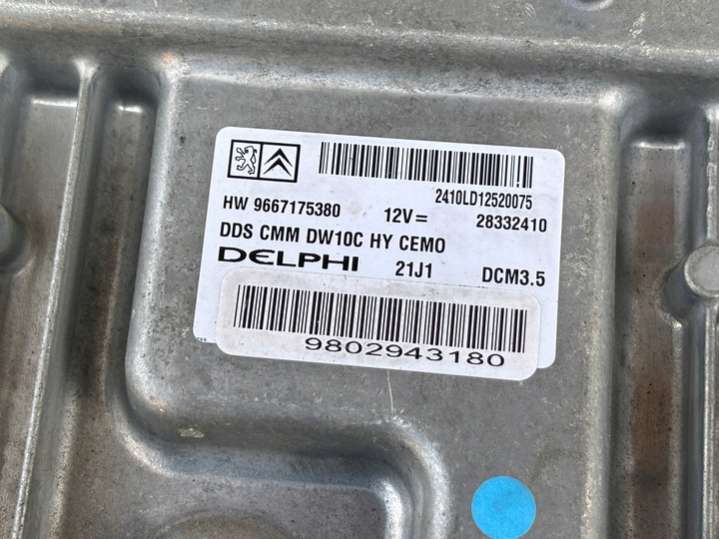 2410LD12520075
HW 9667175380 12V= 28332410
DDS CMM DW10C HY CEMO
DELPHI 21J1 DCM3.5
9802943180